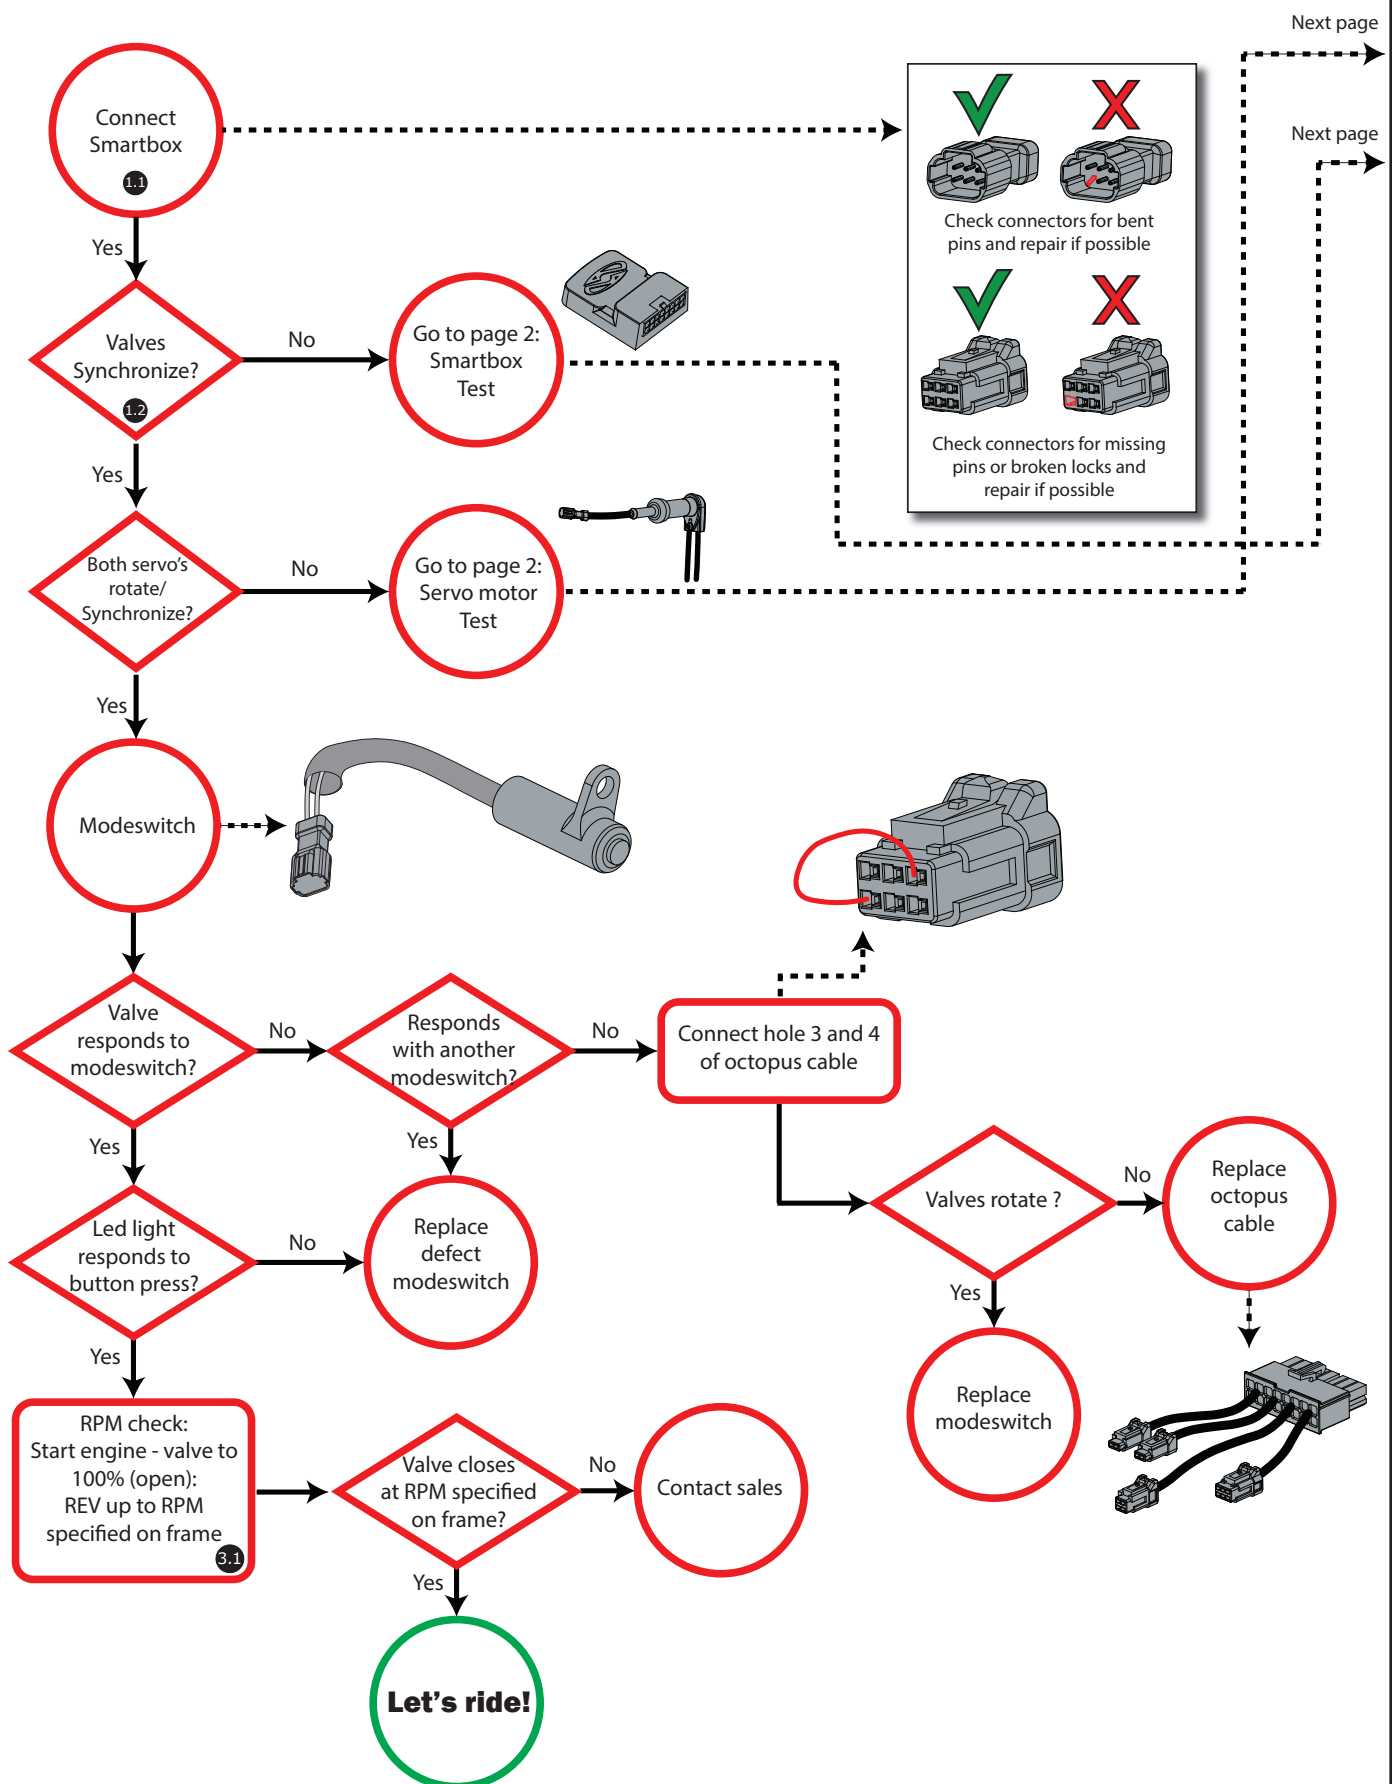 Next page
Connect
Smartbox
1.1
Next page
Check connectors for bent
pins and repair if possible
Yes
Valves
Synchronize?
1.2
No
Go to page 2:
Smartbox
Test
Check connectors for missing
pins or broken locks and
repair if possible
Yes
Both servo's
rotate/
Synchronize?
No
Go to page 2:
Servo motor
Test
Yes
Modeswitch
Valve
responds to
modeswitch?
No
Responds
with another
modeswitch?
No
Connect hole 3 and 4
of octopus cable
Yes
Yes
Valves rotate ?
No
Replace
octopus
cable
Led light
responds to
button press?
No
Replace
defect
modeswitch
Yes
Replace
modeswitch
Yes
RPM check:
Start engine - valve to
100% (open):
REV up to RPM
specified on frame
3.1
Valve closes
at RPM specified
on frame?
No
Contact sales
Yes
Let's ride!